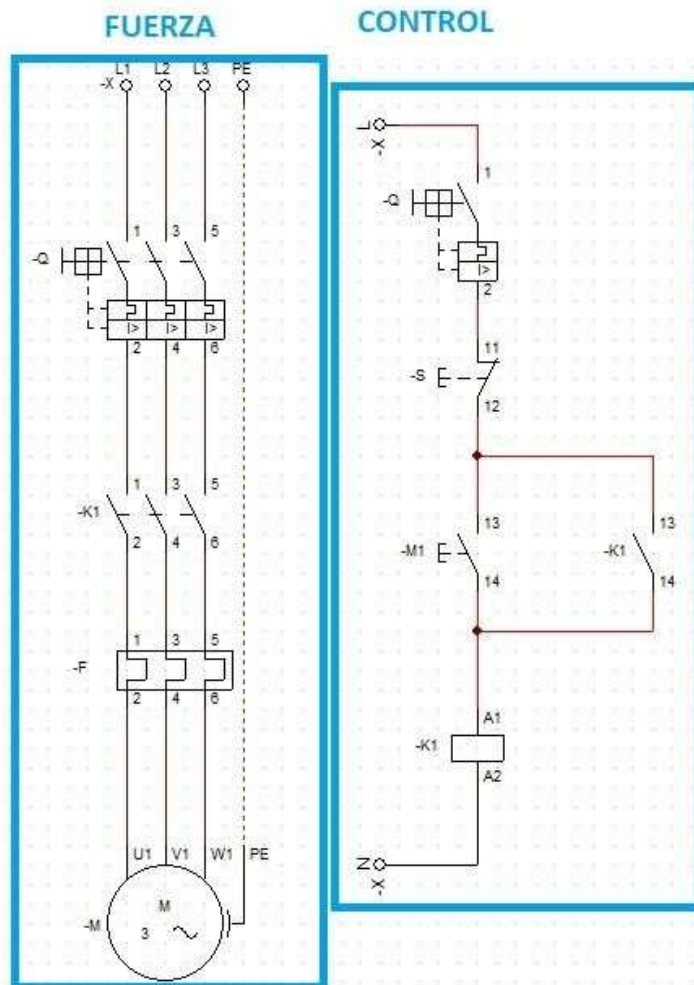 FUERZA
CONTROL
-X L1 L2 L3 PE
-Q 1 3 5
I> I> I>
2 4 6
-K1 1 3 5
2 4 6
-F 1 3 5
2 4 6
U1 V1 W1 PE
-M M
3
L
-X
1
-Q
I>
2
11
-S
12
13 13
-M1 -K1
14 14
A1
-K1
A2
N
-X